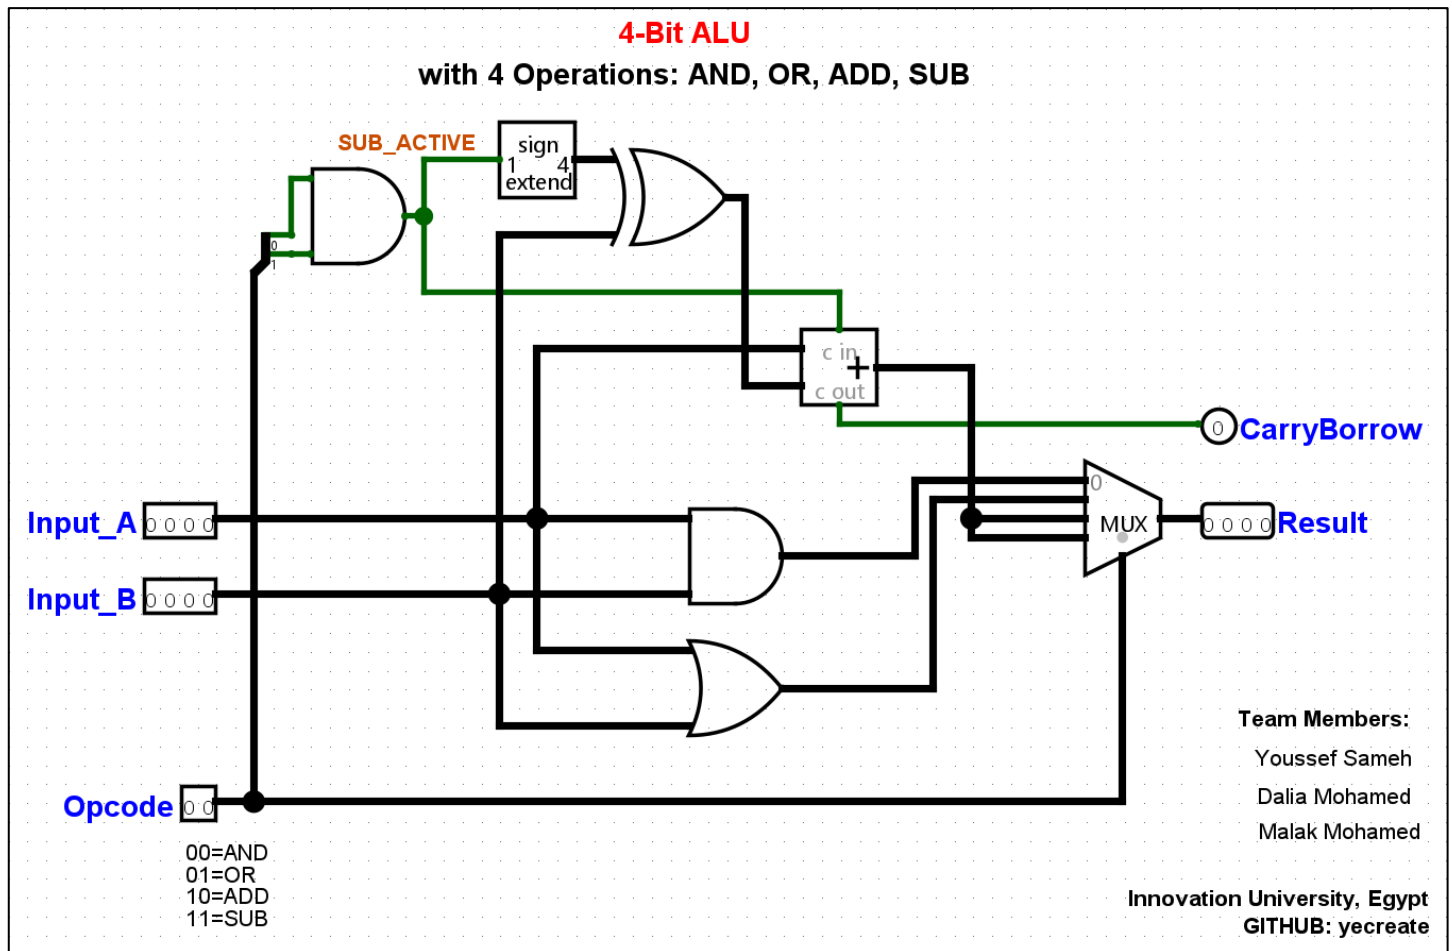 4-Bit ALU
with 4 Operations: AND, OR, ADD, SUB
SUB_ACTIVE
sign
1 4
extend
0
1
c in
+
c out
0
CarryBorrow
0
MUX
Input_A
0 0 0 0
0 0 0 0
Result
Input_B
0 0 0 0
Opcode
0 0
00=AND
01=OR
10=ADD
11=SUB
Team Members:
Youssef Sameh
Dalia Mohamed
Malak Mohamed
Innovation University, Egypt
GITHUB: yecreate